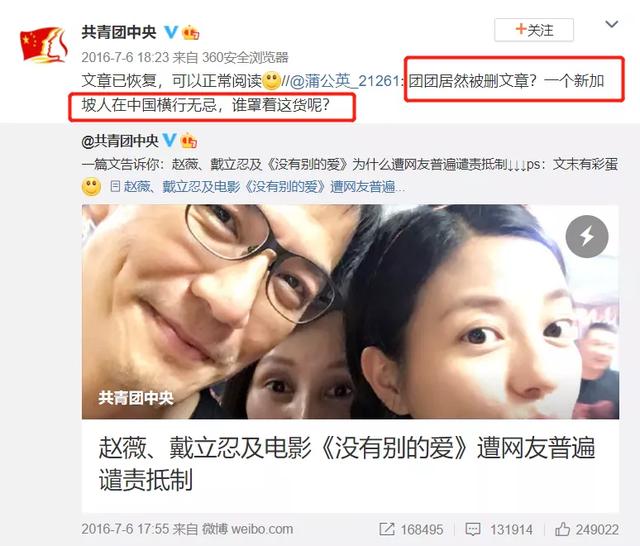 共青团中央
+关注
2016-7-6 18:23 来自 360安全浏览器
文章已恢复，可以正常阅读//@蒲公英_21261:团团居然被删文章？一个新加
坡人在中国横行无忌，谁罩着这货呢？
@共青团中央
一篇文告诉你：赵薇、戴立忍及《没有别的爱》为什么遭网友普遍谴责抵制↓↓↓ps：文末有彩蛋
赵薇、戴立忍及电影《没有别的爱》遭网友普遍...
共青团中央
赵薇、戴立忍及电影《没有别的爱》遭网友普遍
谴责抵制
2016-7-6 17:55 来自 微博 weibo.com
168495 131914 249022